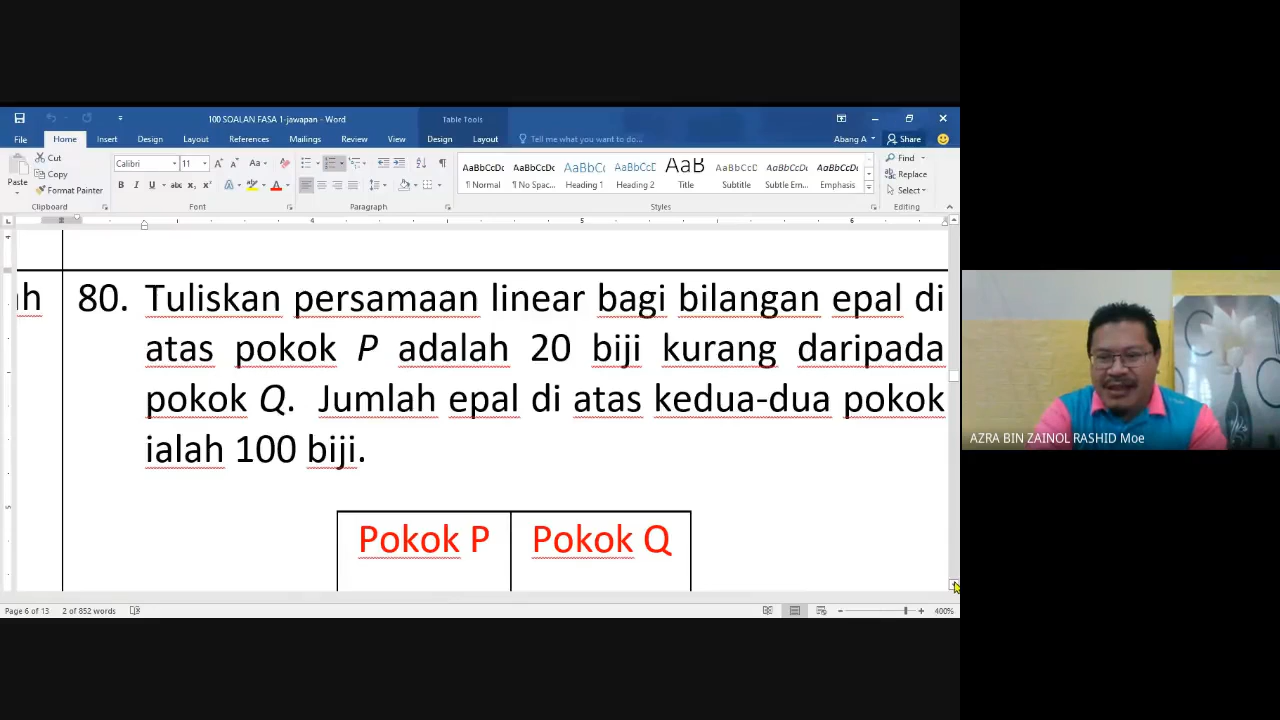 100 SOALAN FASA 1-jawapan - Word
Table Tools
File Home Insert Design Layout References Mailings Review View Design Layout Tell me what you want to do... Abang A Share
Paste
Cut
Copy
Format Painter
Clipboard
Calibri 11
Font
Paragraph
AaBbCcDc AaBbCcDc AaBbCc AaBbCcE AaB AaBbCcD AaBbCcDc AaBbCcDc
¶ Normal ¶ No Spac... Heading 1 Heading 2 Title Subtitle Subtle Em... Emphasis
Styles
Find
Replace
Select
Editing
4 5 6
80. Tuliskan persamaan linear bagi bilangan epal di
atas pokok P adalah 20 biji kurang daripada
pokok Q. Jumlah epal di atas kedua-dua pokok
ialah 100 biji.
Pokok P Pokok Q
Page 6 of 13 2 of 852 words 400%
AZRA BIN ZAINOL RASHID Moe